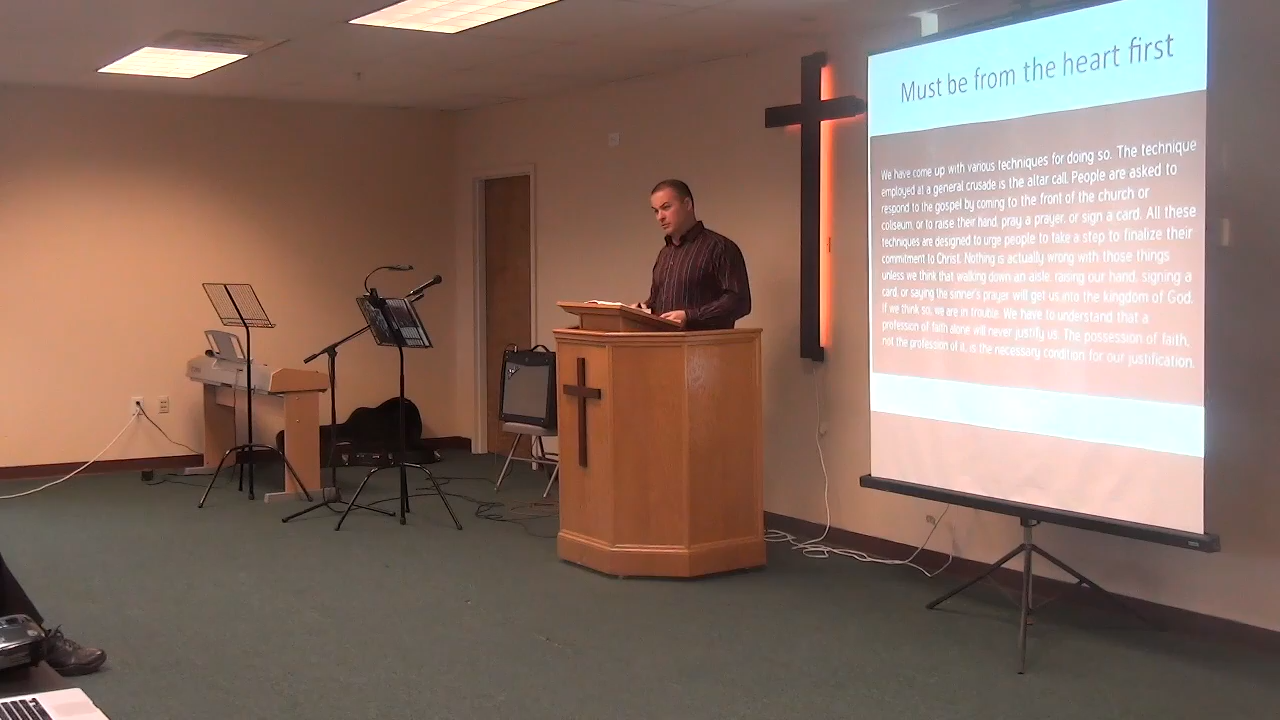 Must be from the heart first
We have come up with various techniques for doing so. The technique
employed at a general crusade is the altar call. People are asked to
respond to the gospel by coming to the front of the church or
coliseum, or to raise their hand, pray a prayer, or sign a card. All these
techniques are designed to urge people to take a step to finalize their
commitment to Christ. Nothing is actually wrong with those things
unless we think that walking down an aisle, raising our hand, signing a
card, or saying the sinner's prayer will get us into the kingdom of God.
If we think so, we are in trouble. We have to understand that a
profession of faith alone will never justify us. The possession of faith,
not the profession of it, is the necessary condition for our justification.